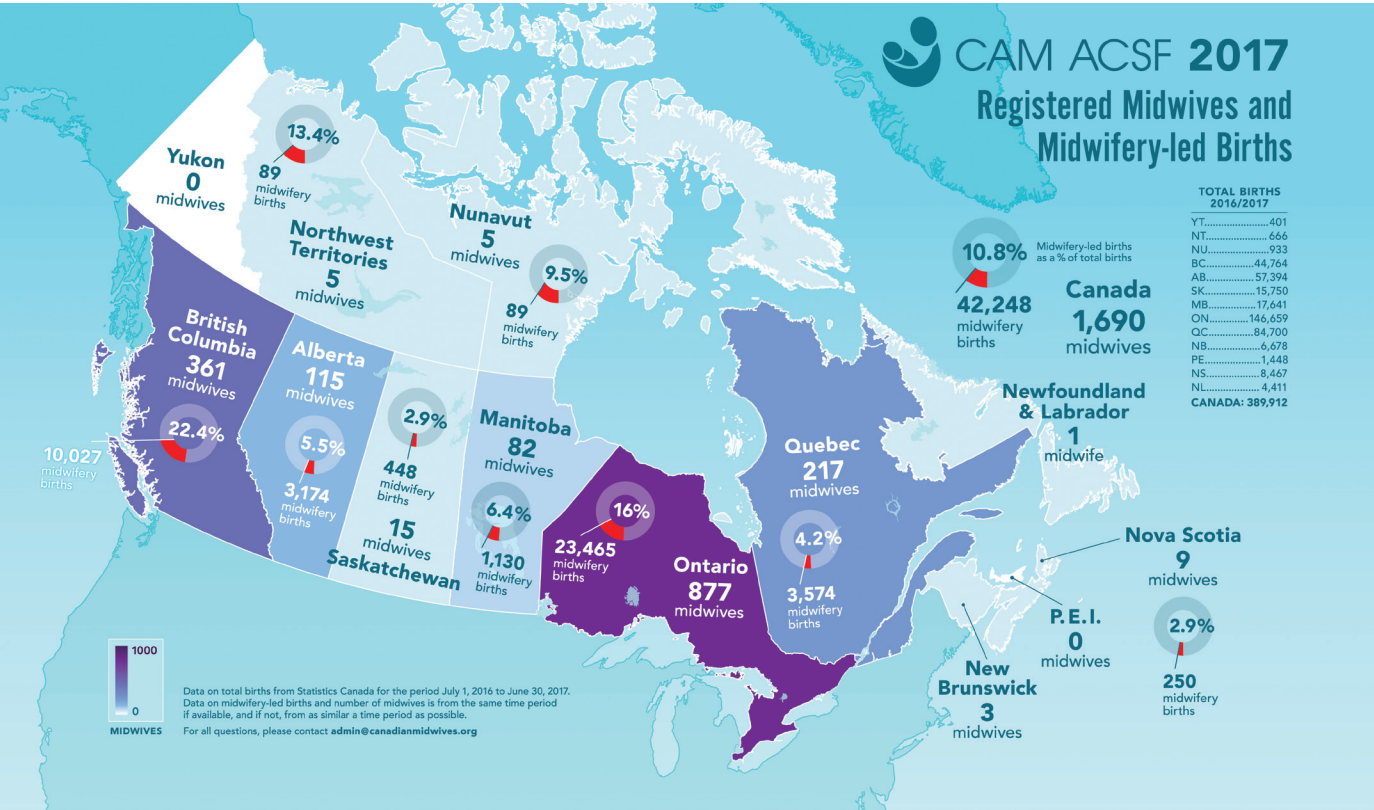 CAM ACSF 2017
Registered Midwives and
Midwifery-led Births
TOTAL BIRTHS
2016/2017
YT....................401
NT....................666
NU....................933
BC..............44,764
AB..............57,394
SK..............15,750
MB..............17,641
ON............146,659
QC..............84,700
NB................6,678
PE................1,448
NS................8,467
NL................4,411
CANADA: 389,912
10.8%
Midwifery-led births
as a % of total births
42,248
midwifery
births
Canada
1,690
midwives
Yukon
0
midwives
13.4%
89
midwifery
births
Northwest
Territories
5
midwives
Nunavut
5
midwives
9.5%
89
midwifery
births
British
Columbia
361
midwives
22.4%
10,027
midwifery
births
Alberta
115
midwives
5.5%
3,174
midwifery
births
2.9%
448
midwifery
births
15
midwives
Saskatchewan
Manitoba
82
midwives
6.4%
1,130
midwifery
births
16%
23,465
midwifery
births
Ontario
877
midwives
Quebec
217
midwives
4.2%
3,574
midwifery
births
Newfoundland
& Labrador
1
midwife
Nova Scotia
9
midwives
2.9%
250
midwifery
births
P.E.I.
0
midwives
New
Brunswick
3
midwives
1000
0
MIDWIVES
Data on total births from Statistics Canada for the period July 1, 2016 to June 30, 2017.
Data on midwifery-led births and number of midwives is from the same time period
if available, and if not, from as similar a time period as possible.
For all questions, please contact admin@canadianmidwives.org